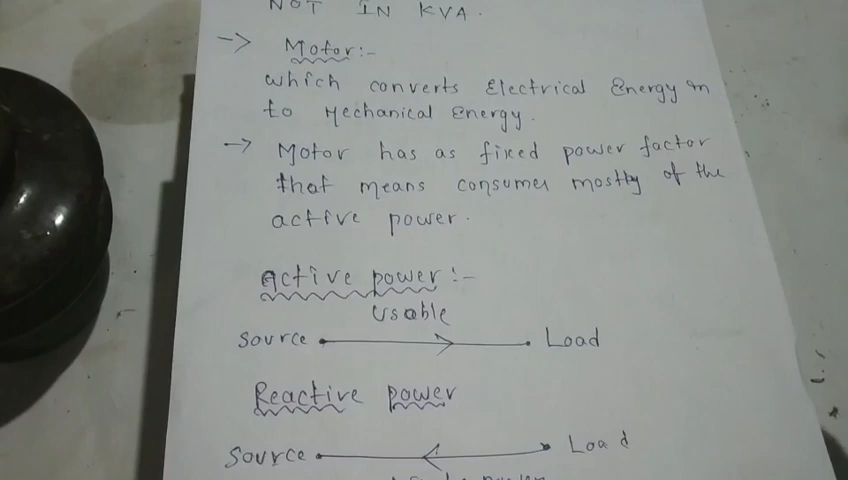 NOT IN KVA.
-> Motor:-
which converts Electrical Energy in
to Mechanical Energy.
-> Motor has as fixed power factor
that means consumer mostly of the
active power.
Active power:-
Usable
Source Load
Reactive power
Source Load